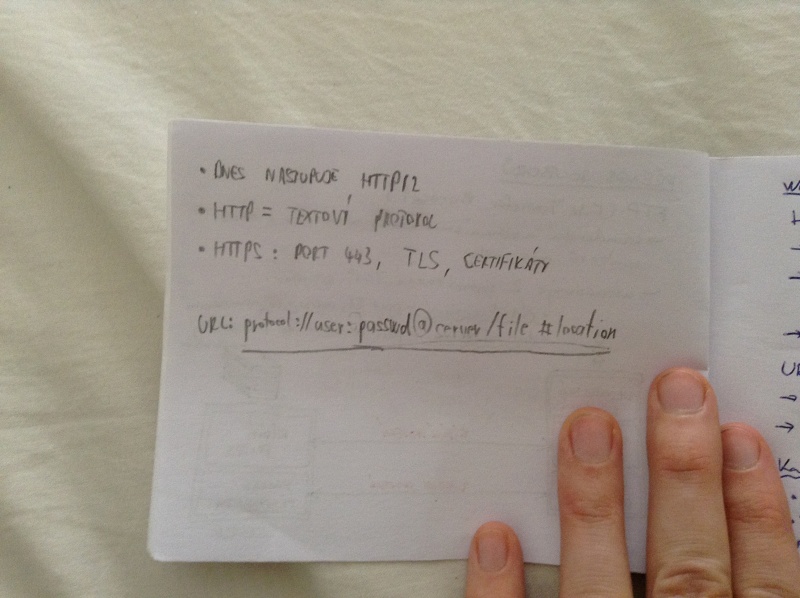 • DNES NASTUPUJE HTTP/2
• HTTP = TEXTOVÝ PROTOKOL
• HTTPS : PORT 443, TLS, CERTIFIKÁTY
URL: protocol://user:passwd@server/file #location